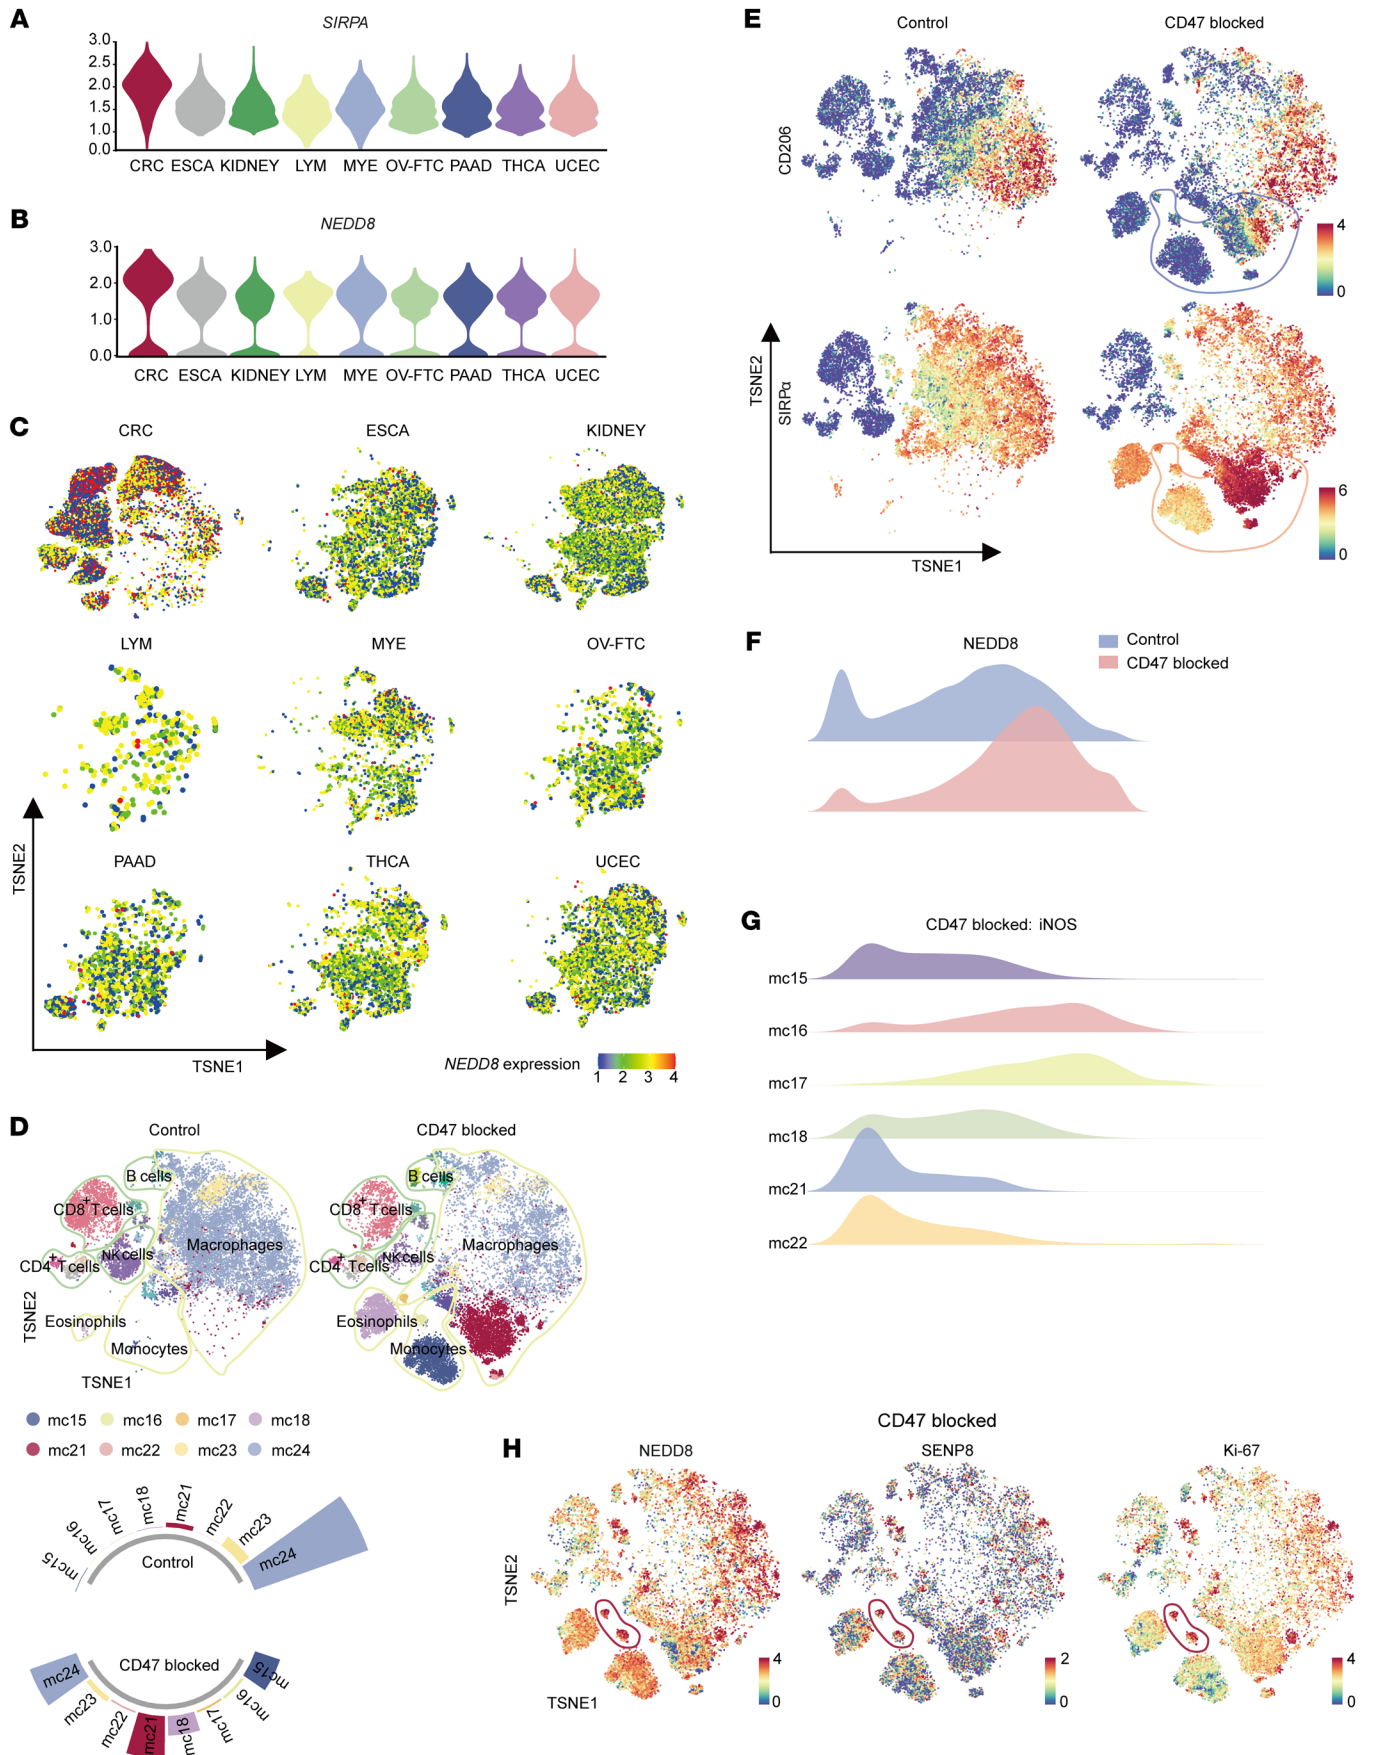 A
SIRPA
3.0
2.5
2.0
1.5
1.0
0.0
CRC ESCA KIDNEY LYM MYE OV-FTC PAAD THCA UCEC
B
NEDD8
3.0
2.0
1.0
0.0
CRC ESCA KIDNEY LYM MYE OV-FTC PAAD THCA UCEC
C
CRC ESCA KIDNEY
LYM MYE OV-FTC
PAAD THCA UCEC
TSNE2
TSNE1
NEDD8 expression
1 2 3 4
D
Control CD47 blocked
B cells
CD8+ T cells
NK cells
Macrophages
CD4+ T cells
Eosinophils
Monocytes
B cells
CD8+ T cells
NK cells
Macrophages
CD4+ T cells
Eosinophils
Monocytes
TSNE2
TSNE1
mc15 mc16 mc17 mc18
mc21 mc22 mc23 mc24
mc15
mc16
mc17
mc18
mc21
mc22
mc23
mc24
Control
CD47 blocked
mc24
mc23
mc22
mc21
mc18
mc17
mc16
mc15
E
Control CD47 blocked
CD206
4
0
TSNE2
SIRPα
6
0
TSNE1
F
NEDD8
Control
CD47 blocked
G
CD47 blocked: iNOS
mc15
mc16
mc17
mc18
mc21
mc22
CD47 blocked
H
NEDD8 SENP8 Ki-67
TSNE2
TSNE1
4
0
2
0
4
0